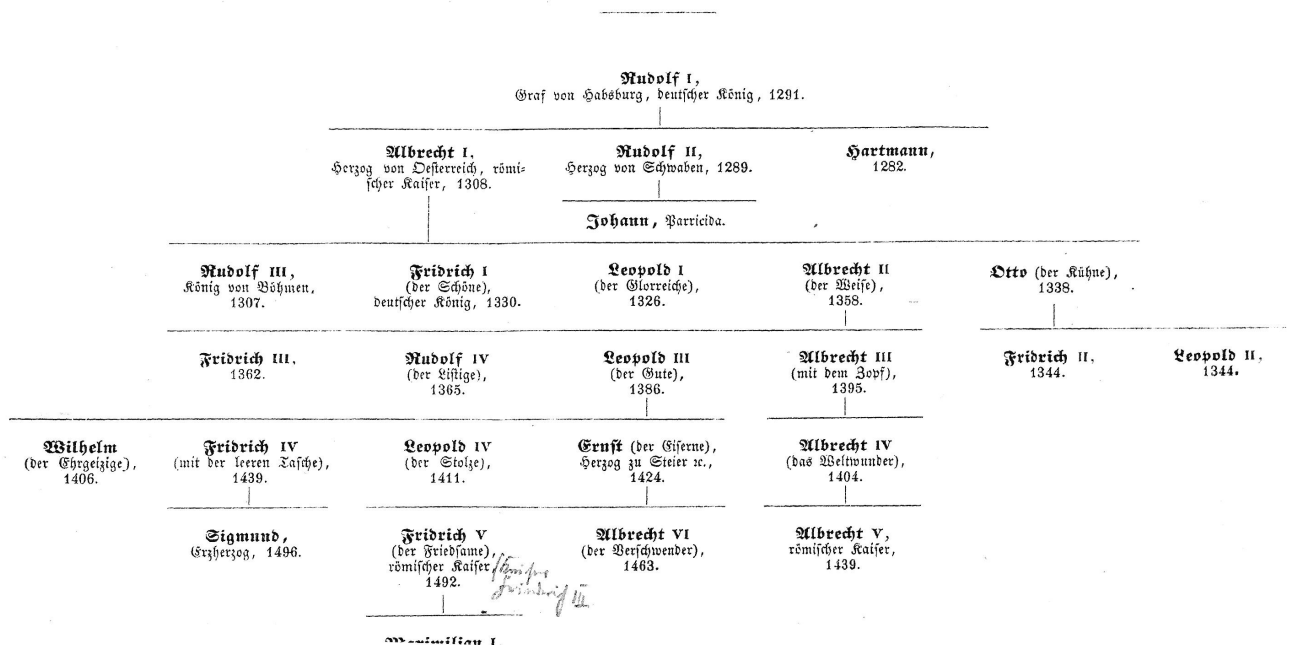 Rudolf I,
Graf von Habsburg, deutscher König, 1291.
Albrecht I.
Herzog von Oesterreich, römi=
scher Kaiser, 1308.
Rudolf II,
Herzog von Schwaben, 1289.
Hartmann,
1282.
Johann, Parricida.
Rudolf III,
König von Böhmen,
1307.
Fridrich I
(der Schöne),
deutscher König, 1330.
Leopold I
(der Glorreiche),
1326.
Albrecht II
(der Weise),
1358.
Otto (der Kühne),
1338.
Fridrich III.
1362.
Rudolf IV
(der Listige),
1365.
Leopold III
(der Gute),
1386.
Albrecht III
(mit dem Zopf),
1395.
Fridrich II,
1344.
Leopold II,
1344.
Wilhelm
(der Ehrgeizige),
1406.
Fridrich IV
(mit der leeren Tasche),
1439.
Leopold IV
(der Stolze),
1411.
Ernst (der Eiserne),
Herzog zu Steier ꝛc.,
1424.
Albrecht IV
(das Weltwunder),
1404.
Sigmund,
Erzherzog, 1496.
Fridrich V
(der Friedsame),
römischer Kaiser
1492.
Kaiser
Friedrich III
Albrecht VI
(der Verschwender),
1463.
Albrecht V,
römischer Kaiser,
1439.
Maximilian I.